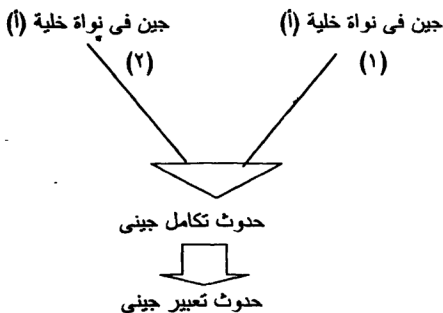 جين فى نواة خلية (أ) جين فى نواة خلية (أ)
(١) (٢)
حدوث تكامل جينى
حدوث تعبير جينى